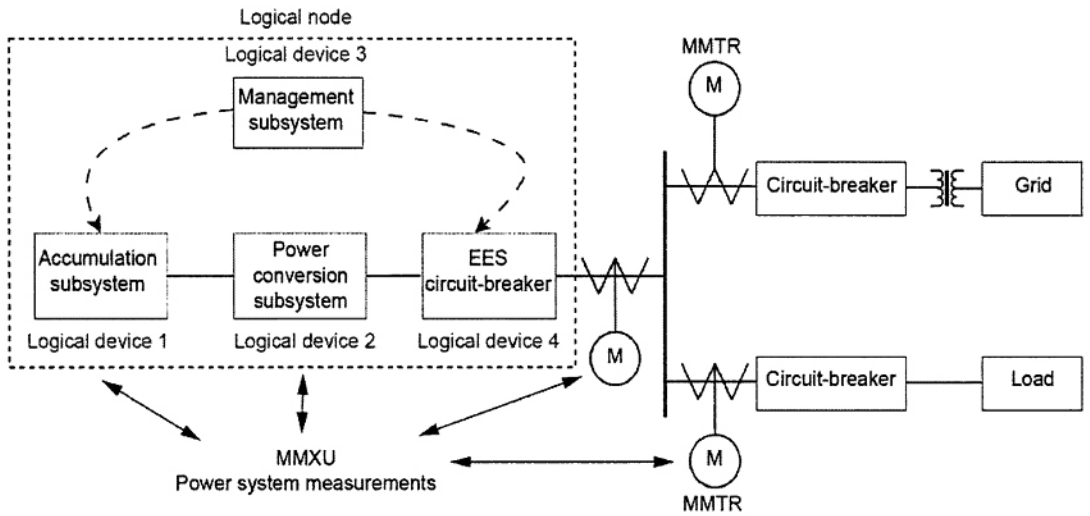 Logical node
Logical device 3
Management
subsystem
Accumulation
subsystem
Logical device 1
Power
conversion
subsystem
Logical device 2
EES
circuit-breaker
Logical device 4
M
MMTR
M
Circuit-breaker
Grid
M
MMTR
Circuit-breaker
Load
MMXU
Power system measurements